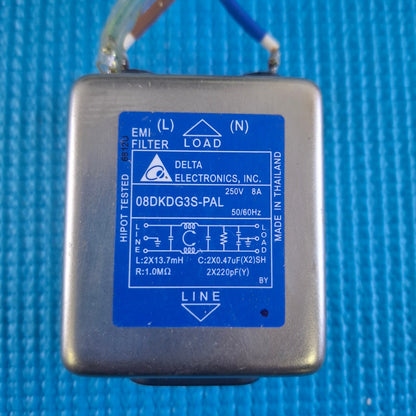 (L) (N)
EMI
FILTER LOAD
DELTA
ELECTRONICS, INC.
250V 8A
08DKDG3S-PAL
50/60Hz
HIPOT TESTED
MADE IN THAILAND
LINE
LOAD
L:2X13.7mH C:2X0.47uF(X2)SH
R:1.0MΩ 2X220pF(Y)
BY
LINE